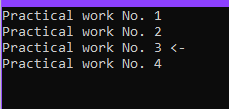 Practical work No. 1
Practical work No. 2
Practical work No. 3 <-
Practical work No. 4